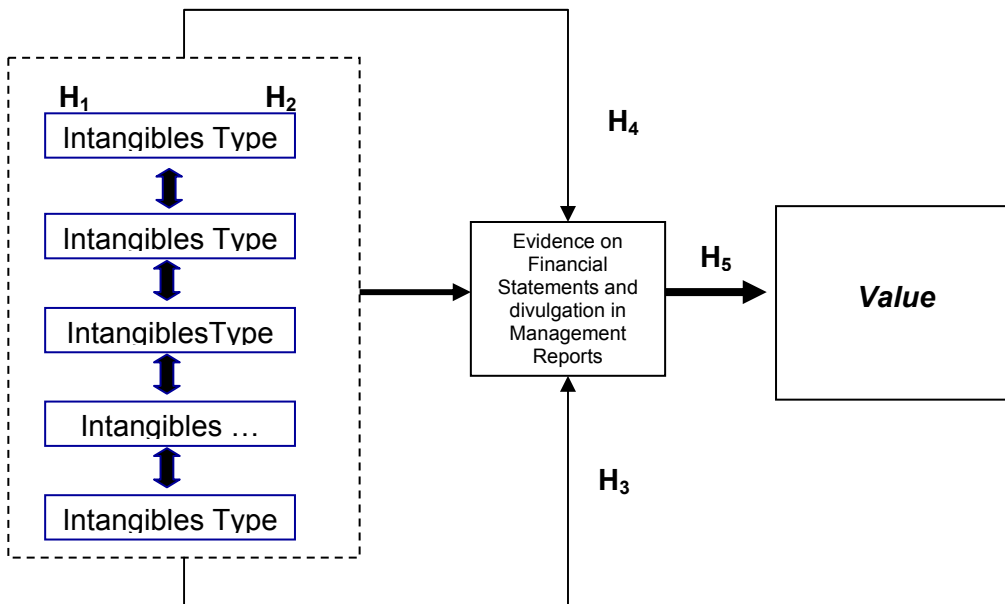 H₁ H₂
Intangibles Type
Intangibles Type
IntangiblesType
Intangibles …
Intangibles Type
H₄
Evidence on
Financial
Statements and
divulgation in
Management
Reports
H₅
Value
H₃